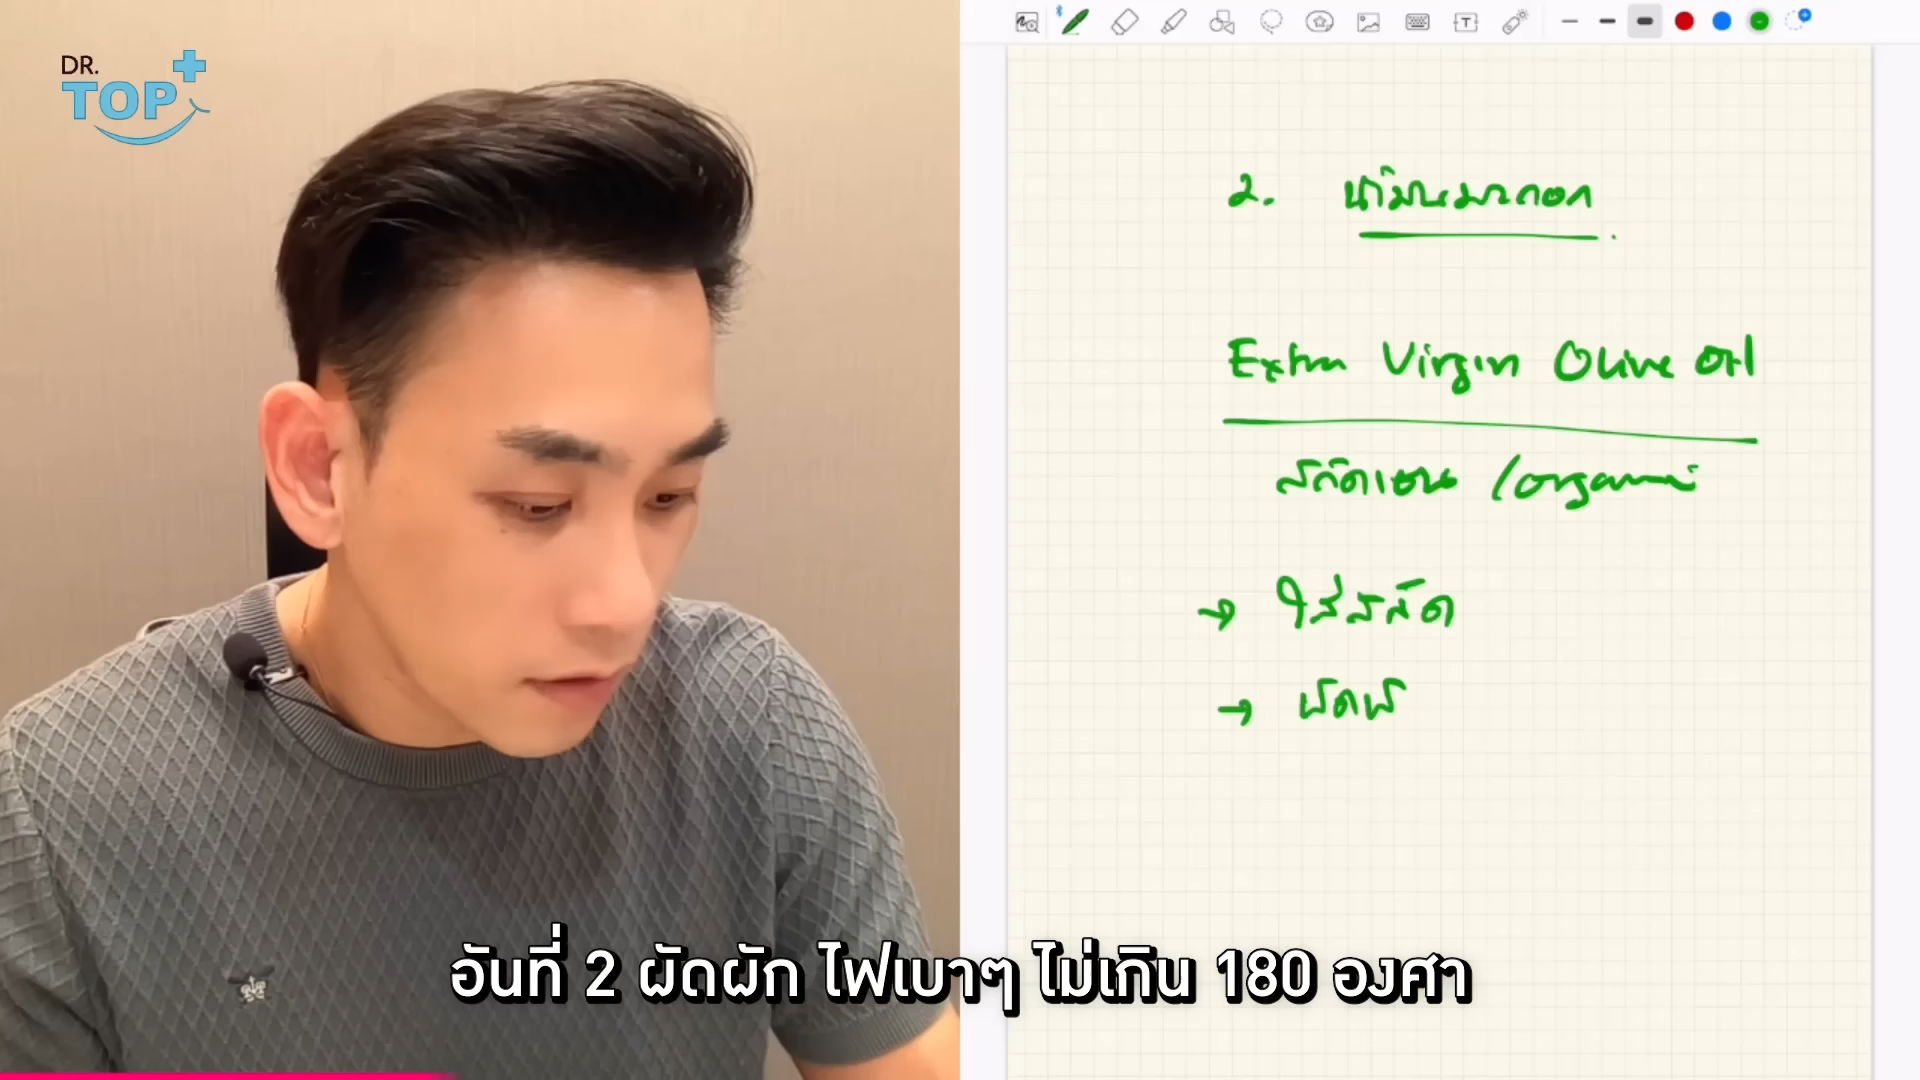 DR.
TOP
2. น้ำมันมะกอก
Extra Virgin Olive Oil
สกัดเย็น /organic
→ ใส่สลัด
→ ผัดผั
อันที่ 2 ผัดผัก ไฟเบาๆ ไม่เกิน 180 องศา